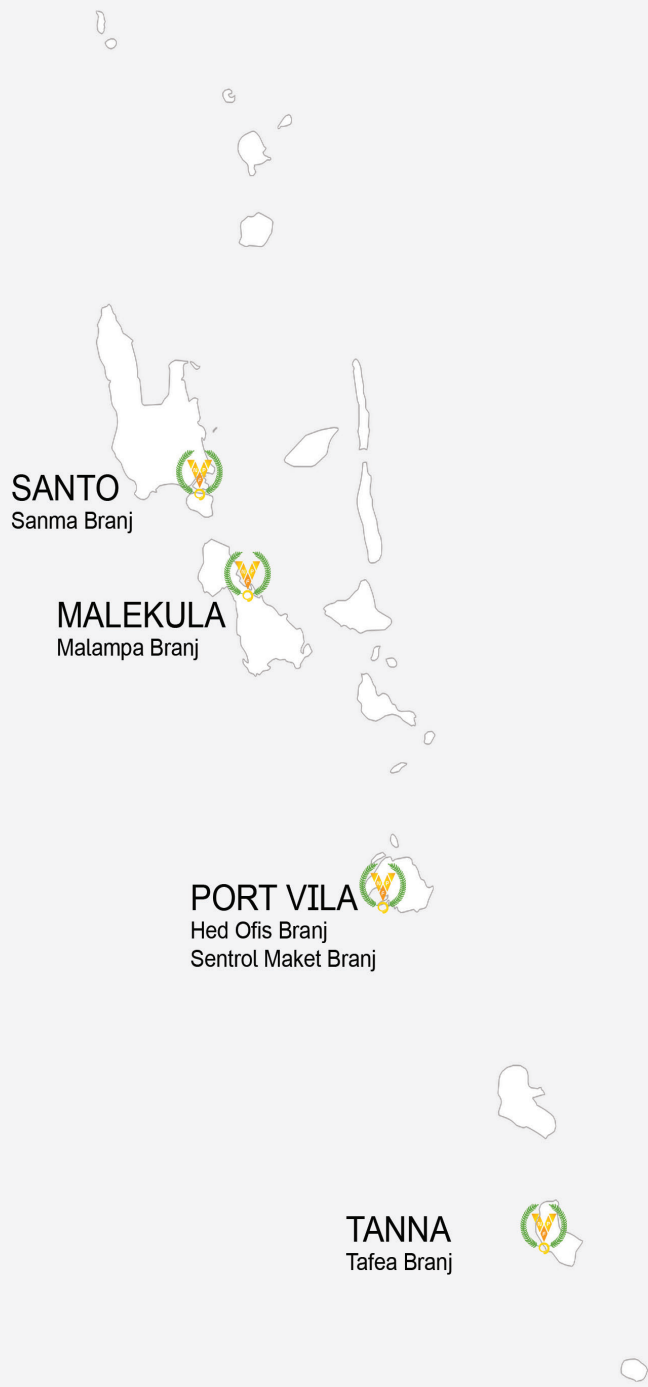 SANTO
Sanma Branj
MALEKULA
Malampa Branj
PORT VILA
Hed Ofis Branj
Sentrol Maket Branj
TANNA
Tafea Branj